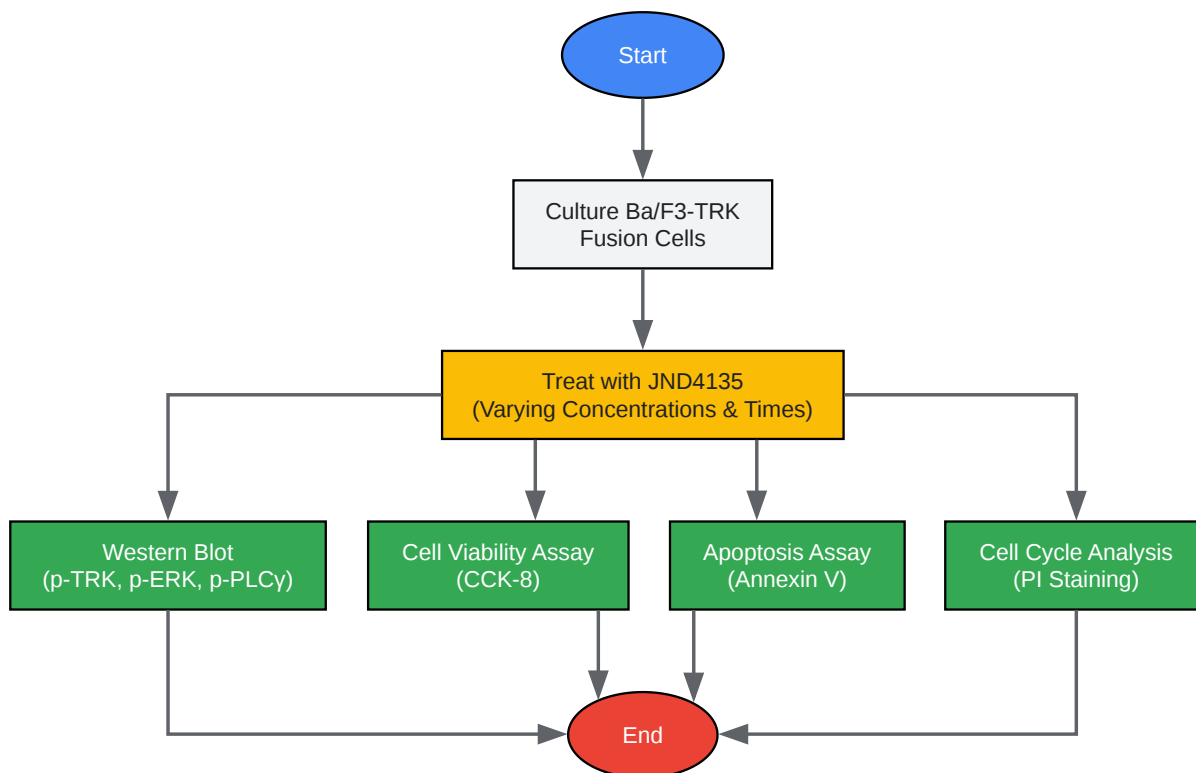 Start
Culture Ba/F3-TRK
Fusion Cells
Treat with JND4135
(Varying Concentrations & Times)
Western Blot
(p-TRK, p-ERK, p-PLCγ)
Cell Viability Assay
(CCK-8)
Apoptosis Assay
(Annexin V)
Cell Cycle Analysis
(PI Staining)
End